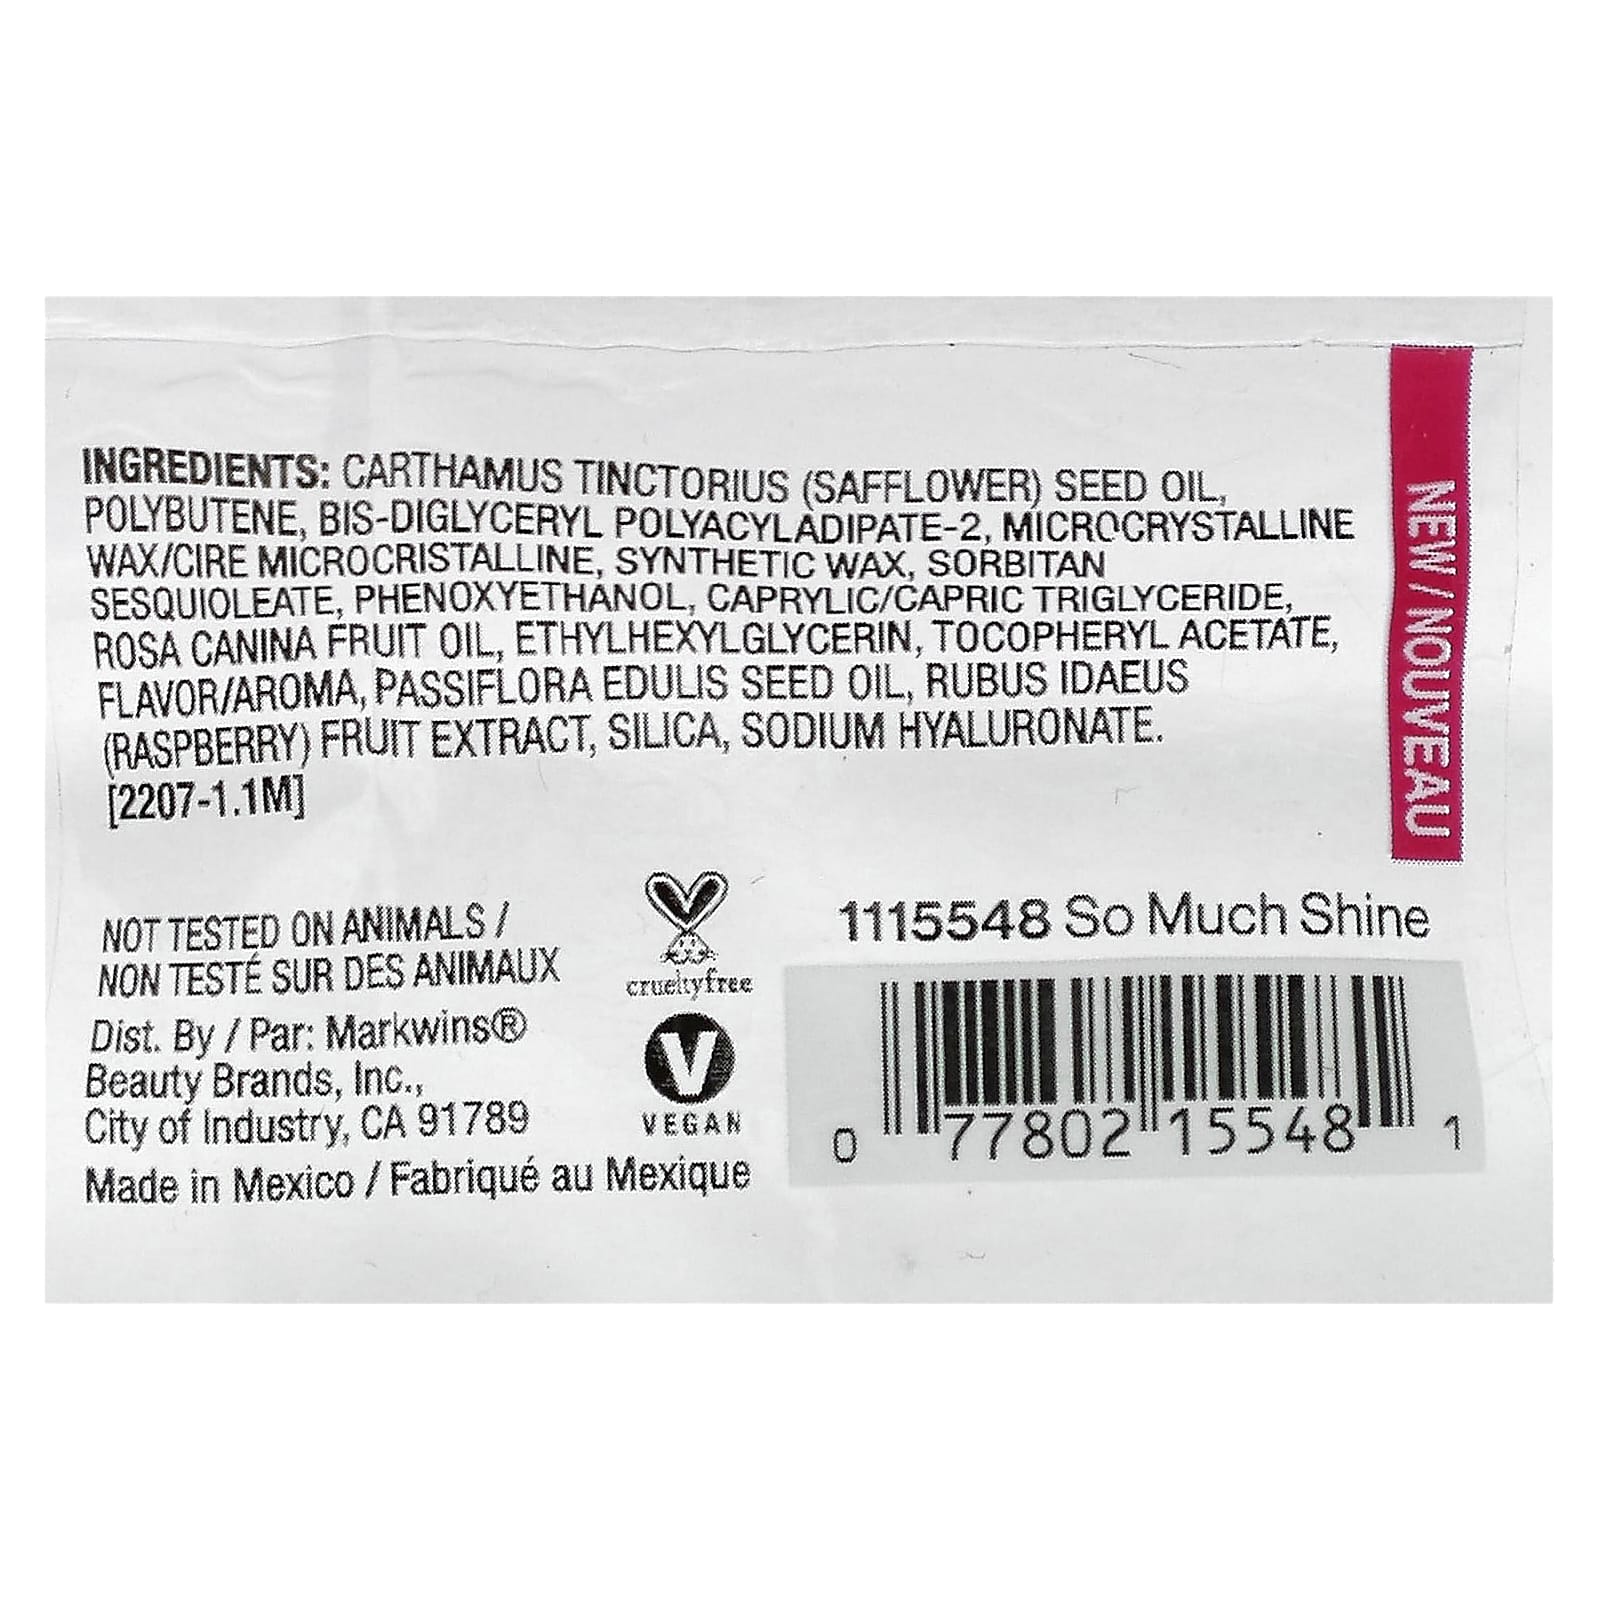 INGREDIENTS: CARTHAMUS TINCTORIUS (SAFFLOWER) SEED OIL,
POLYBUTENE, BIS-DIGLYCERYL POLYACYLADIPATE-2, MICROCRYSTALLINE
WAX/CIRE MICROCRISTALLINE, SYNTHETIC WAX, SORBITAN
SESQUIOLEATE, PHENOXYETHANOL, CAPRYLIC/CAPRIC TRIGLYCERIDE,
ROSA CANINA FRUIT OIL, ETHYLHEXYLGLYCERIN, TOCOPHERYL ACETATE,
FLAVOR/AROMA, PASSIFLORA EDULIS SEED OIL, RUBUS IDAEUS
(RASPBERRY) FRUIT EXTRACT, SILICA, SODIUM HYALURONATE.
[2207-1.1M]
NEW / NOUVEAU
NOT TESTED ON ANIMALS /
NON TESTÉ SUR DES ANIMAUX
Dist. By / Par: Markwins®
Beauty Brands, Inc.,
City of Industry, CA 91789
Made in Mexico / Fabriqué au Mexique
crueltyfree
V
VEGAN
1115548 So Much Shine
0 77802 15548 1